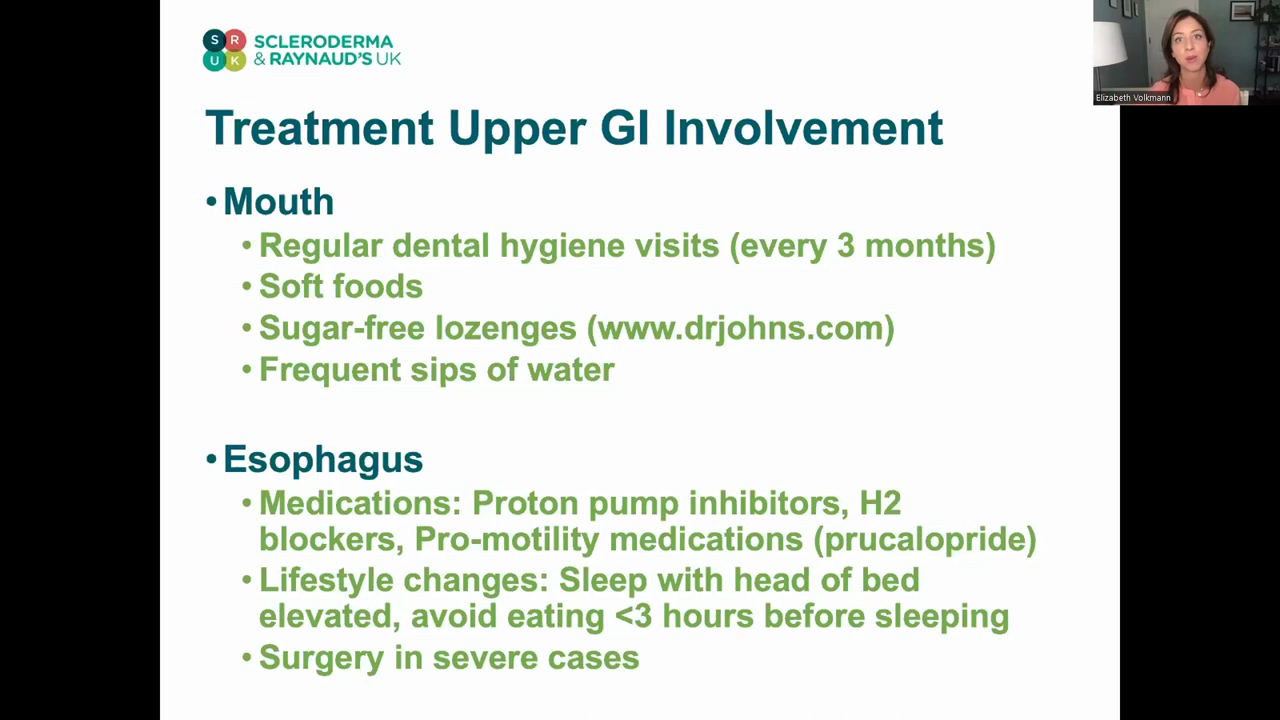 S R
U K
SCLERODERMA
& RAYNAUD'S UK
Elizabeth Volkmann
Treatment Upper GI Involvement
• Mouth
• Regular dental hygiene visits (every 3 months)
• Soft foods
• Sugar-free lozenges (www.drjohns.com)
• Frequent sips of water
• Esophagus
• Medications: Proton pump inhibitors, H2
blockers, Pro-motility medications (prucalopride)
• Lifestyle changes: Sleep with head of bed
elevated, avoid eating <3 hours before sleeping
• Surgery in severe cases